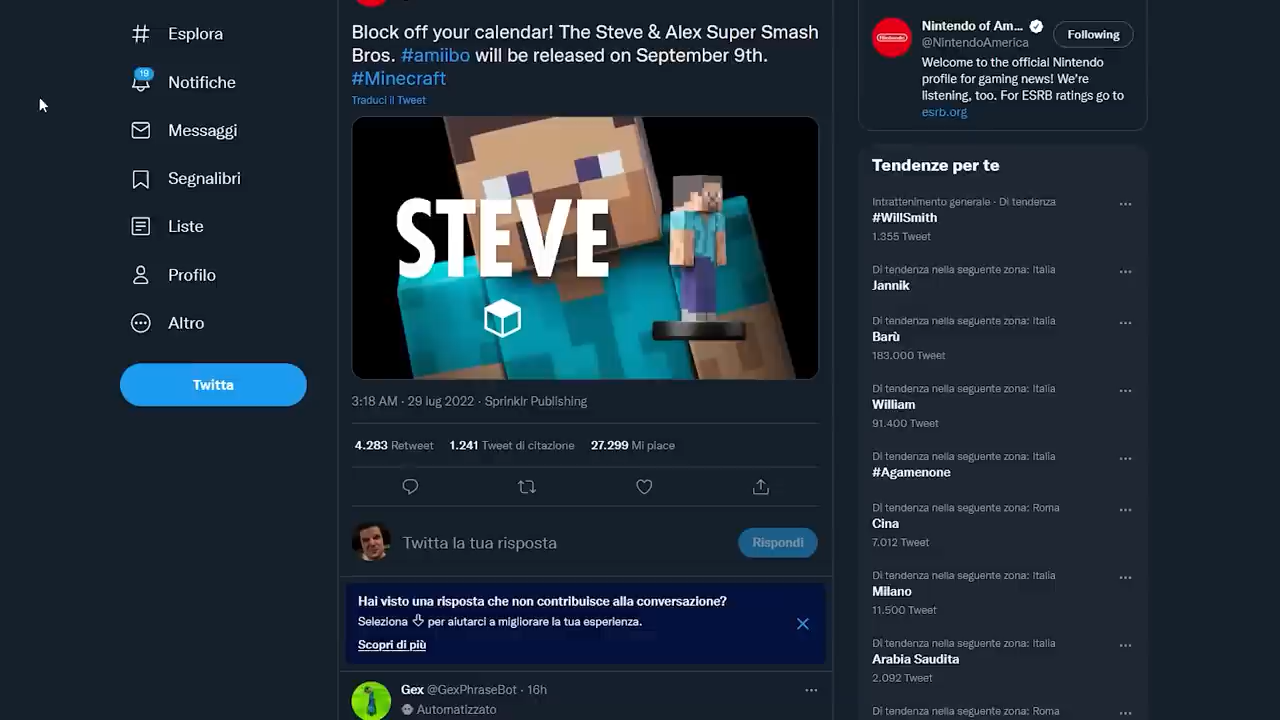 Esplora
19
Notifiche
Messaggi
Segnalibri
Liste
Profilo
Altro
Twitta
Block off your calendar! The Steve & Alex Super Smash
Bros. #amiibo will be released on September 9th.
#Minecraft
Traduci il Tweet
STEVE
3:18 AM · 29 lug 2022 · Sprinklr Publishing
4.283 Retweet 1.241 Tweet di citazione 27.299 Mi piace
Twitta la tua risposta
Rispondi
Hai visto una risposta che non contribuisce alla conversazione?
Seleziona per aiutarci a migliorare la tua esperienza.
Scopri di più
Gex @GexPhraseBot · 16h
Automatizzato
Nintendo
Nintendo of Am...
@NintendoAmerica
Following
Welcome to the official Nintendo
profile for gaming news! We're
listening, too. For ESRB ratings go to
esrb.org
Tendenze per te
Intrattenimento generale · Di tendenza
#WillSmith
1.355 Tweet
Di tendenza nella seguente zona: Italia
Jannik
Di tendenza nella seguente zona: Italia
Barù
183.000 Tweet
Di tendenza nella seguente zona: Italia
William
91.400 Tweet
Di tendenza nella seguente zona: Italia
#Agamenone
Di tendenza nella seguente zona: Roma
Cina
7.012 Tweet
Di tendenza nella seguente zona: Italia
Milano
11.500 Tweet
Di tendenza nella seguente zona: Italia
Arabia Saudita
2.092 Tweet
Di tendenza nella seguente zona: Roma